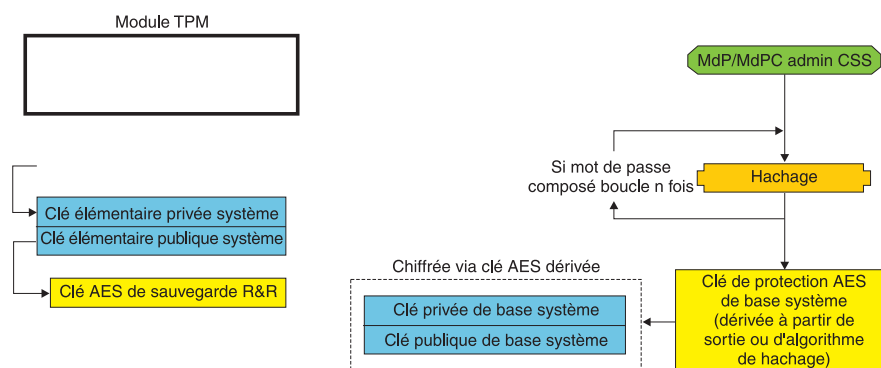 Module TPM
MdP/MdPC admin CSS
Si mot de passe
composé boucle n fois
Hachage
Clé élémentaire privée système
Clé élémentaire publique système
Clé AES de sauvegarde R&R
Chiffrée via clé AES dérivée
Clé privée de base système
Clé publique de base système
Clé de protection AES
de base système
(dérivée à partir de
sortie ou d'algorithme
de hachage)